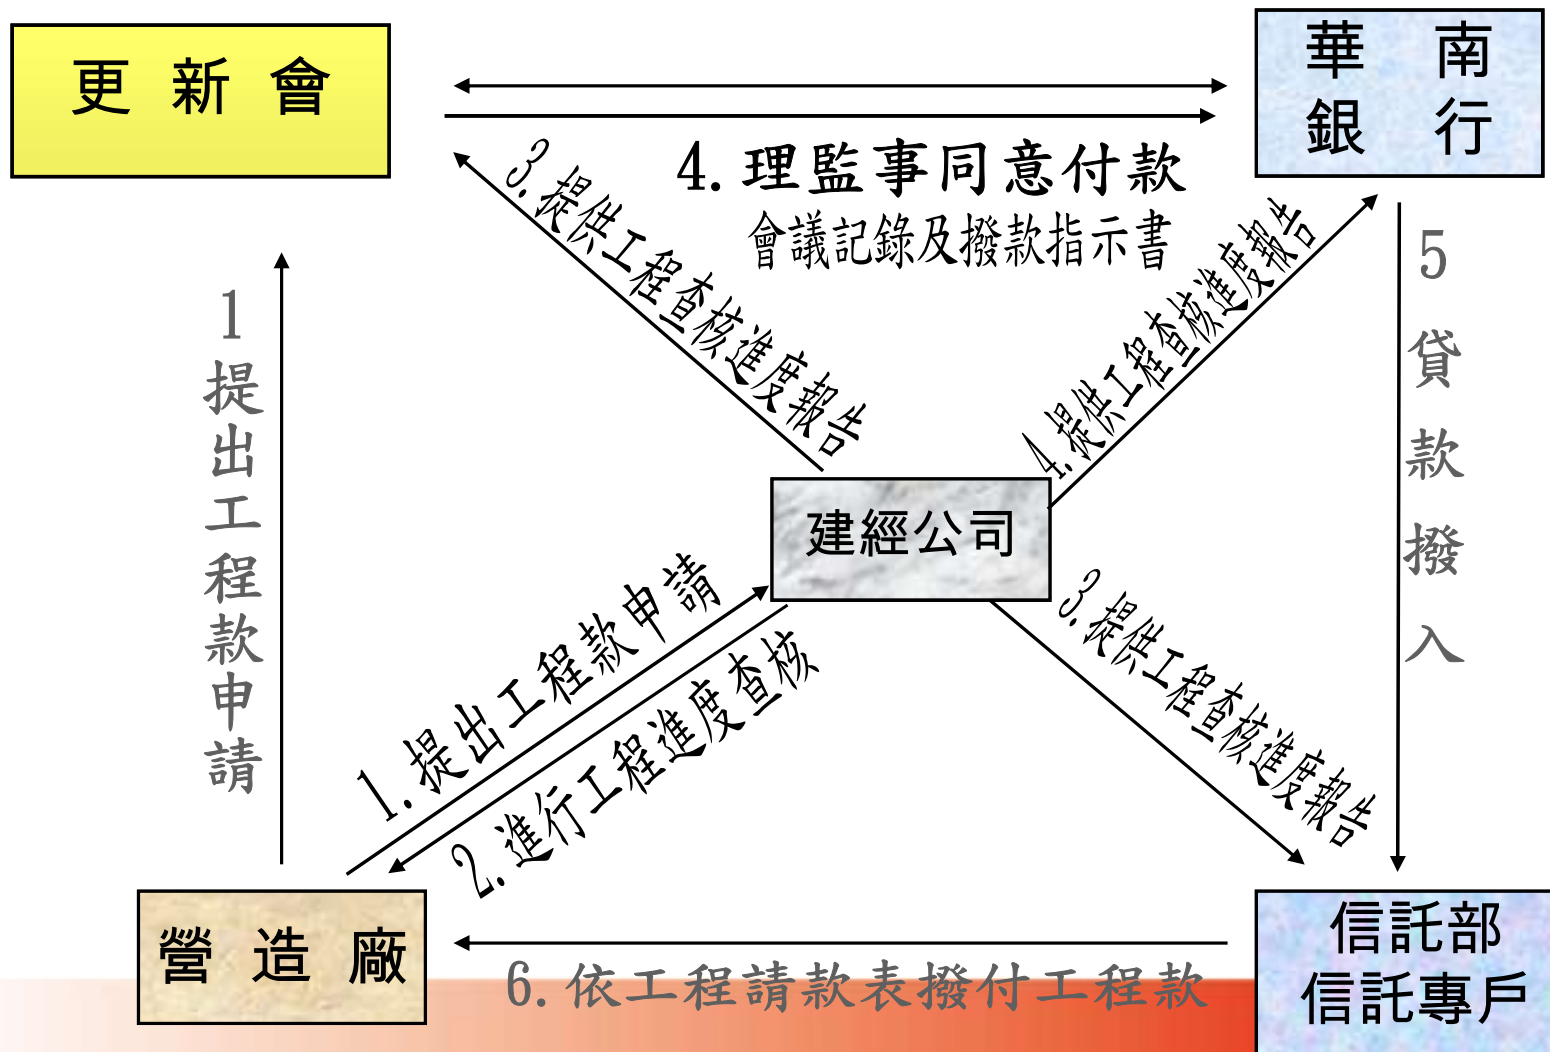 更新會
華南
銀行
4.理監事同意付款
會議記錄及撥款指示書
3.提供工程查核進度報告
4.提供工程查核進度報告
1提出工程款申請
5貸款撥入
建經公司
1.提出工程款申請
2.進行工程進度查核
3.提供工程查核進度報告
營造廠
6.依工程請款表撥付工程款
信託部
信託專戶